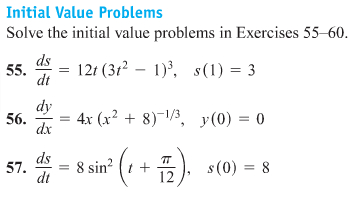 Initial Value Problems
Solve the initial value problems in Exercises 55–60.
55. ds/dt = 12t (3t² − 1)³, s(1) = 3
56. dy/dx = 4x (x² + 8)⁻¹/³, y(0) = 0
57. ds/dt = 8 sin² (t + π/12), s(0) = 8